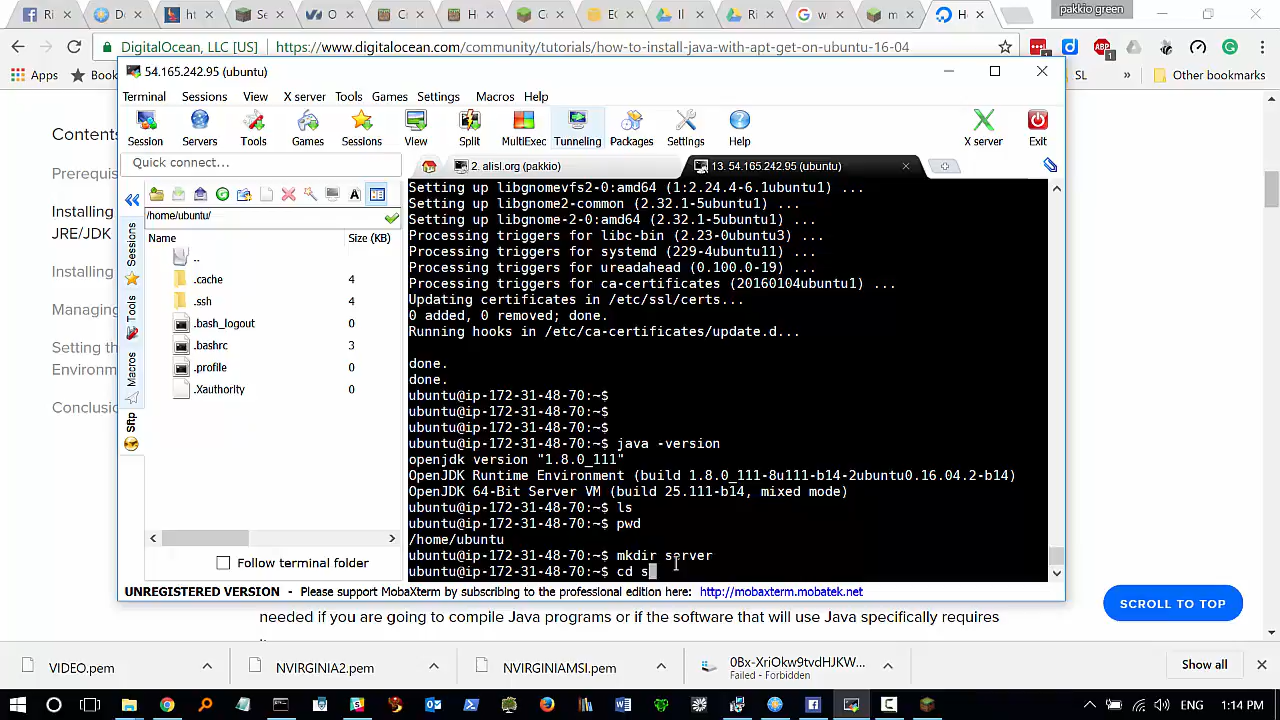 Fi
D
ht
Se
O
C
H
C
EC
Il
Ri
w
m
H
pakkio green
DigitalOcean, LLC [US]
https://www.digitalocean.com/community/tutorials/how-to-install-java-with-apt-get-on-ubuntu-16-04
Apps
Book
SL
»
Other bookmarks
54.165.242.95 (ubuntu)
Terminal Sessions View X server Tools Games Settings Macros Help
Session Servers Tools Games Sessions View Split MultiExec Tunneling Packages Settings Help X server Exit
Quick connect...
2. alisl.org (pakkio)
13. 54.165.242.95 (ubuntu)
/home/ubuntu/
Name Size (KB)
..
.cache 4
.ssh 4
.bash_logout 0
.bashrc 3
.profile 0
.Xauthority 0
Sessions
Tools
Macros
Sftp
Follow terminal folder
Setting up libgnomevfs2-0:amd64 (1:2.24.4-6.1ubuntu1) ...
Setting up libgnome2-common (2.32.1-5ubuntu1) ...
Setting up libgnome-2-0:amd64 (2.32.1-5ubuntu1) ...
Processing triggers for libc-bin (2.23-0ubuntu3) ...
Processing triggers for systemd (229-4ubuntu11) ...
Processing triggers for ureadahead (0.100.0-19) ...
Processing triggers for ca-certificates (20160104ubuntu1) ...
Updating certificates in /etc/ssl/certs...
0 added, 0 removed; done.
Running hooks in /etc/ca-certificates/update.d...
done.
done.
ubuntu@ip-172-31-48-70:~$
ubuntu@ip-172-31-48-70:~$
ubuntu@ip-172-31-48-70:~$
ubuntu@ip-172-31-48-70:~$ java -version
openjdk version "1.8.0_111"
OpenJDK Runtime Environment (build 1.8.0_111-8u111-b14-2ubuntu0.16.04.2-b14)
OpenJDK 64-Bit Server VM (build 25.111-b14, mixed mode)
ubuntu@ip-172-31-48-70:~$ ls
ubuntu@ip-172-31-48-70:~$ pwd
/home/ubuntu
ubuntu@ip-172-31-48-70:~$ mkdir server
ubuntu@ip-172-31-48-70:~$ cd s
UNREGISTERED VERSION - Please support MobaXterm by subscribing to the professional edition here: http://mobaxterm.mobatek.net
Contents
Prerequis
Installing
JRE/JDK
Installing
Managing
Setting th
Environm
Conclusio
needed if you are going to compile Java programs or if the software that will use Java specifically requires
SCROLL TO TOP
VIDEO.pem
NVIRGINIA2.pem
NVIRGINIAMSI.pem
0Bx-XriOkw9tvdHJKW...
Failed - Forbidden
Show all
ENG
1:14 PM